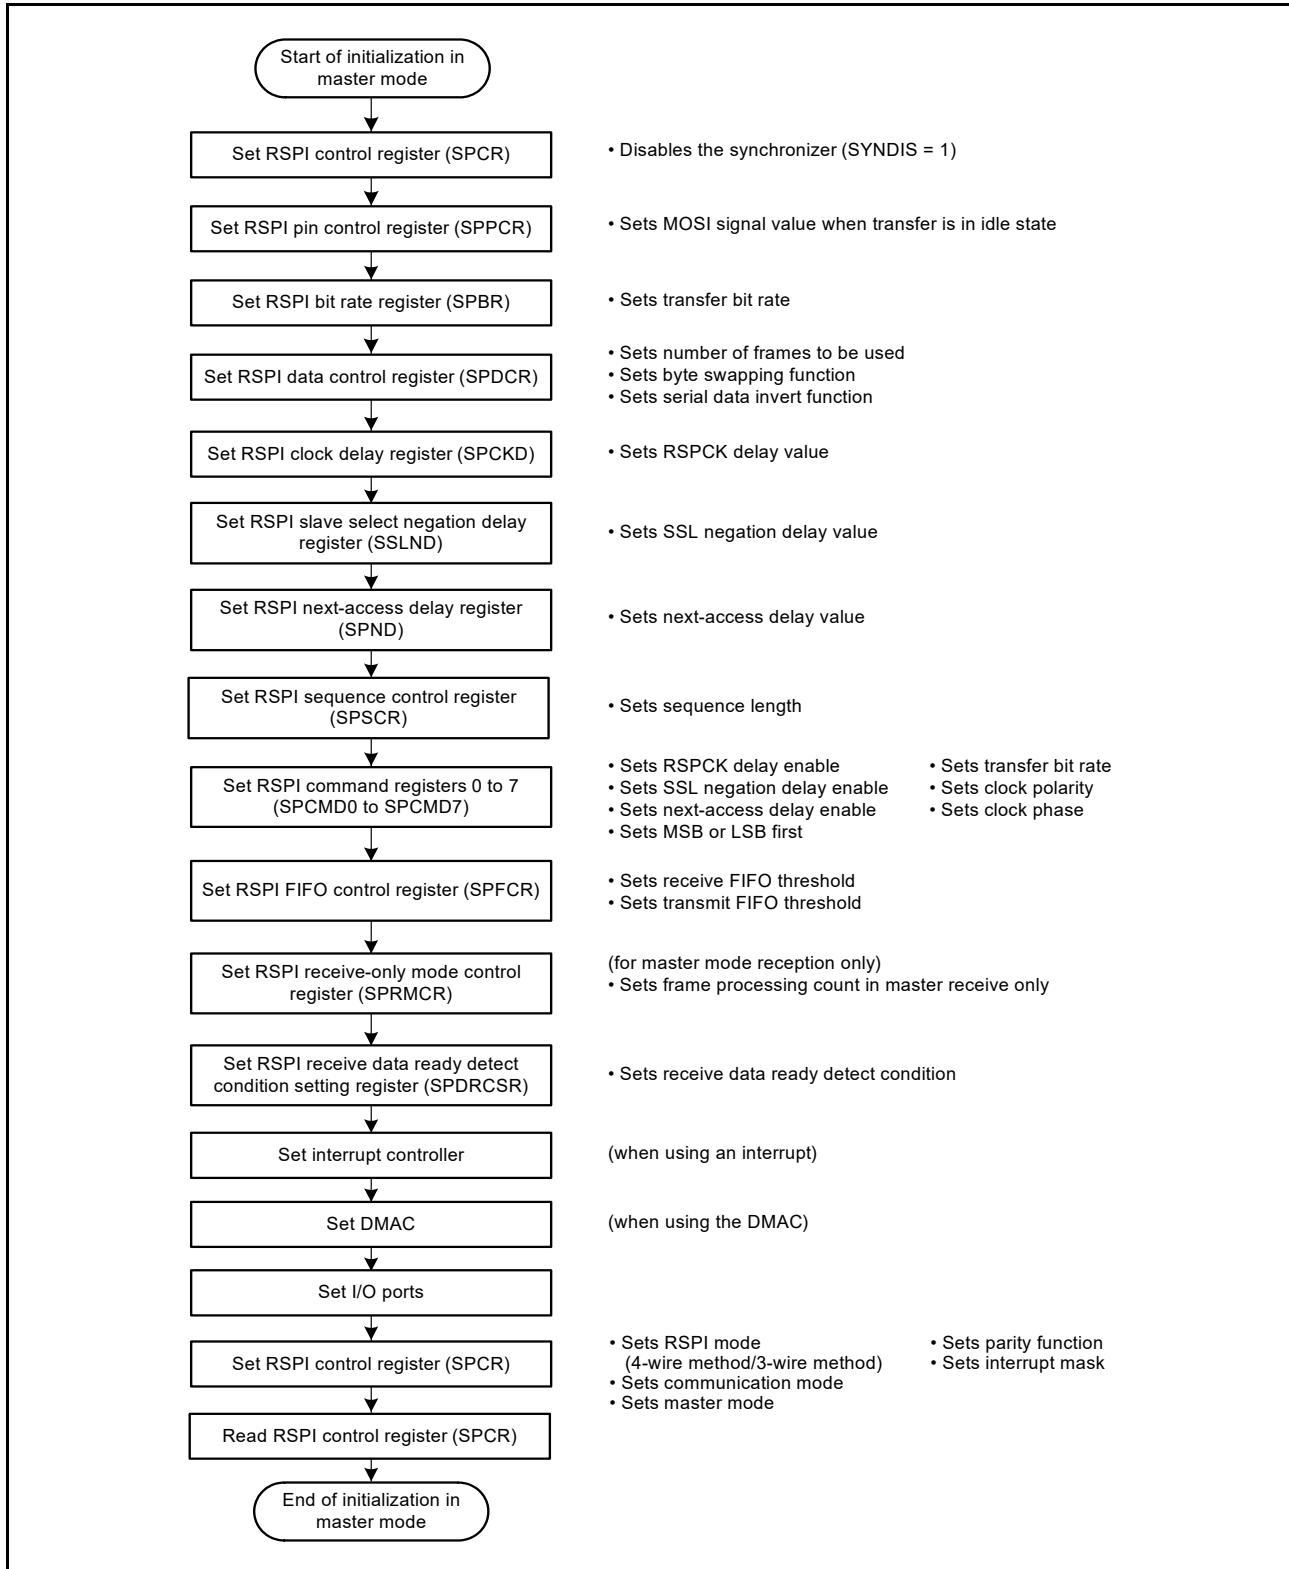 Start of initialization in
master mode
Set RSPI control register (SPCR)
• Disables the synchronizer (SYNDIS = 1)
Set RSPI pin control register (SPPCR)
• Sets MOSI signal value when transfer is in idle state
Set RSPI bit rate register (SPBR)
• Sets transfer bit rate
Set RSPI data control register (SPDCR)
• Sets number of frames to be used
• Sets byte swapping function
• Sets serial data invert function
Set RSPI clock delay register (SPCKD)
• Sets RSPCK delay value
Set RSPI slave select negation delay
register (SSLND)
• Sets SSL negation delay value
Set RSPI next-access delay register
(SPND)
• Sets next-access delay value
Set RSPI sequence control register
(SPSCR)
• Sets sequence length
Set RSPI command registers 0 to 7
(SPCMD0 to SPCMD7)
• Sets RSPCK delay enable
• Sets SSL negation delay enable
• Sets next-access delay enable
• Sets MSB or LSB first
• Sets transfer bit rate
• Sets clock polarity
• Sets clock phase
Set RSPI FIFO control register (SPFCR)
• Sets receive FIFO threshold
• Sets transmit FIFO threshold
Set RSPI receive-only mode control
register (SPRMCR)
(for master mode reception only)
• Sets frame processing count in master receive only
Set RSPI receive data ready detect
condition setting register (SPDRCSR)
• Sets receive data ready detect condition
Set interrupt controller
(when using an interrupt)
Set DMAC
(when using the DMAC)
Set I/O ports
Set RSPI control register (SPCR)
• Sets RSPI mode
(4-wire method/3-wire method)
• Sets communication mode
• Sets master mode
• Sets parity function
• Sets interrupt mask
Read RSPI control register (SPCR)
End of initialization in
master mode